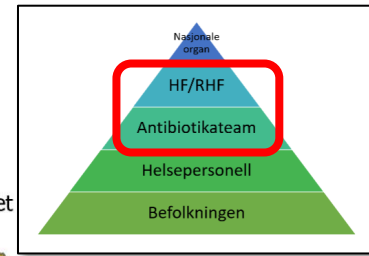 Nasjonale
organ
HF/RHF
Antibiotikateam
Helsepersonell
et
Befolkningen